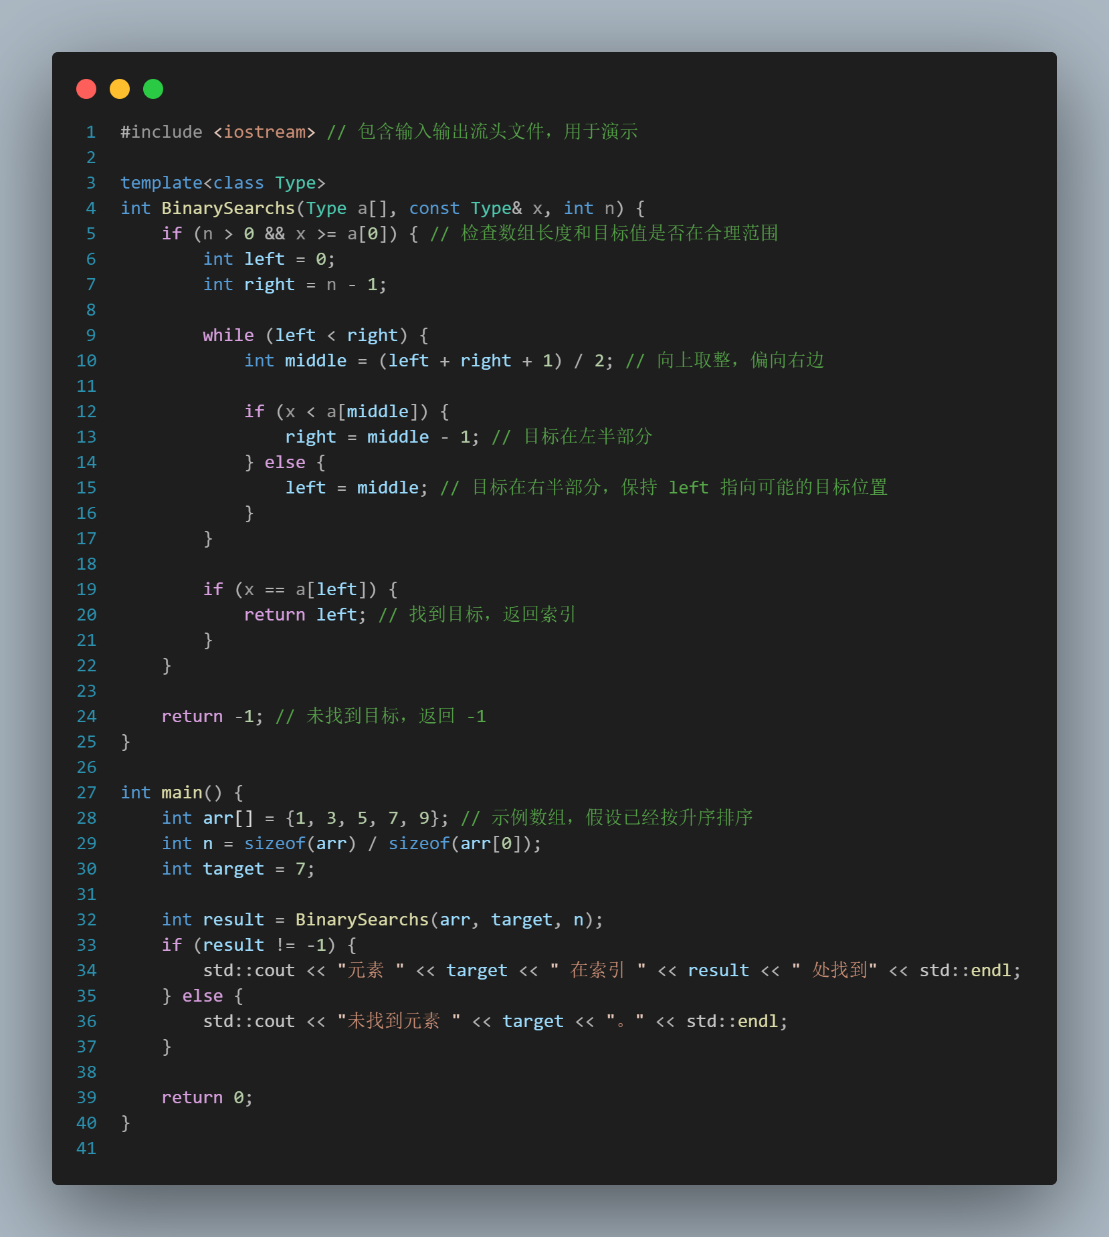 1 #include <iostream> // 包含输入输出流头文件，用于演示
2
3 template<class Type>
4 int BinarySearchs(Type a[], const Type& x, int n) {
5     if (n > 0 && x >= a[0]) { // 检查数组长度和目标值是否在合理范围
6         int left = 0;
7         int right = n - 1;
8
9         while (left < right) {
10             int middle = (left + right + 1) / 2; // 向上取整，偏向右边
11
12             if (x < a[middle]) {
13                 right = middle - 1; // 目标在左半部分
14             } else {
15                 left = middle; // 目标在右半部分，保持 left 指向可能的目标位置
16             }
17         }
18
19         if (x == a[left]) {
20             return left; // 找到目标，返回索引
21         }
22     }
23
24     return -1; // 未找到目标，返回 -1
25 }
26
27 int main() {
28     int arr[] = {1, 3, 5, 7, 9}; // 示例数组，假设已经按升序排序
29     int n = sizeof(arr) / sizeof(arr[0]);
30     int target = 7;
31
32     int result = BinarySearchs(arr, target, n);
33     if (result != -1) {
34         std::cout << "元素 " << target << " 在索引 " << result << " 处找到" << std::endl;
35     } else {
36         std::cout << "未找到元素 " << target << "。" << std::endl;
37     }
38
39     return 0;
40 }
41